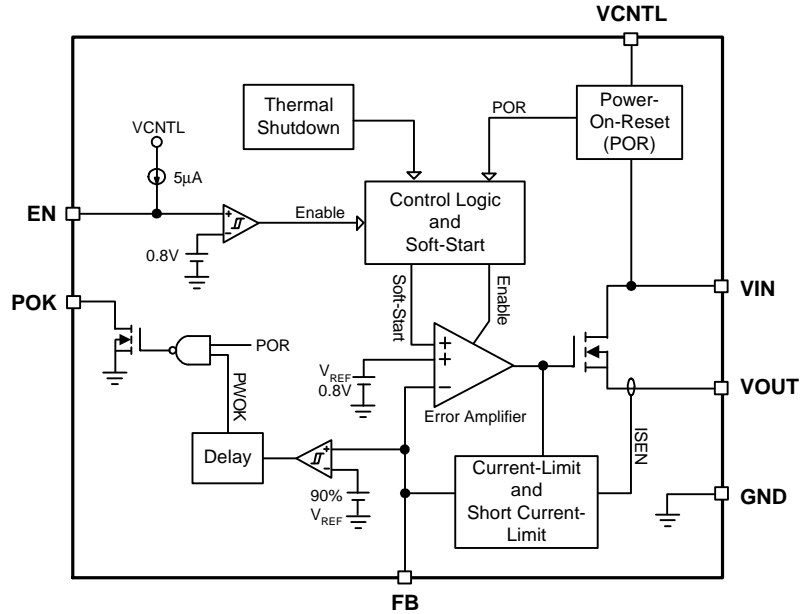 VCNTL
Thermal
Shutdown
POR
Power-
On-Reset
(POR)
VCNTL
5µA
EN
Enable
Control Logic
and
Soft-Start
0.8V
POK
Soft-Start
Enable
VIN
POR
VREF
0.8V
PWOK
Error Amplifier
VOUT
ISEN
Delay
90%
VREF
Current-Limit
and
Short Current-
Limit
GND
FB
+
−
+
+
−
+
−